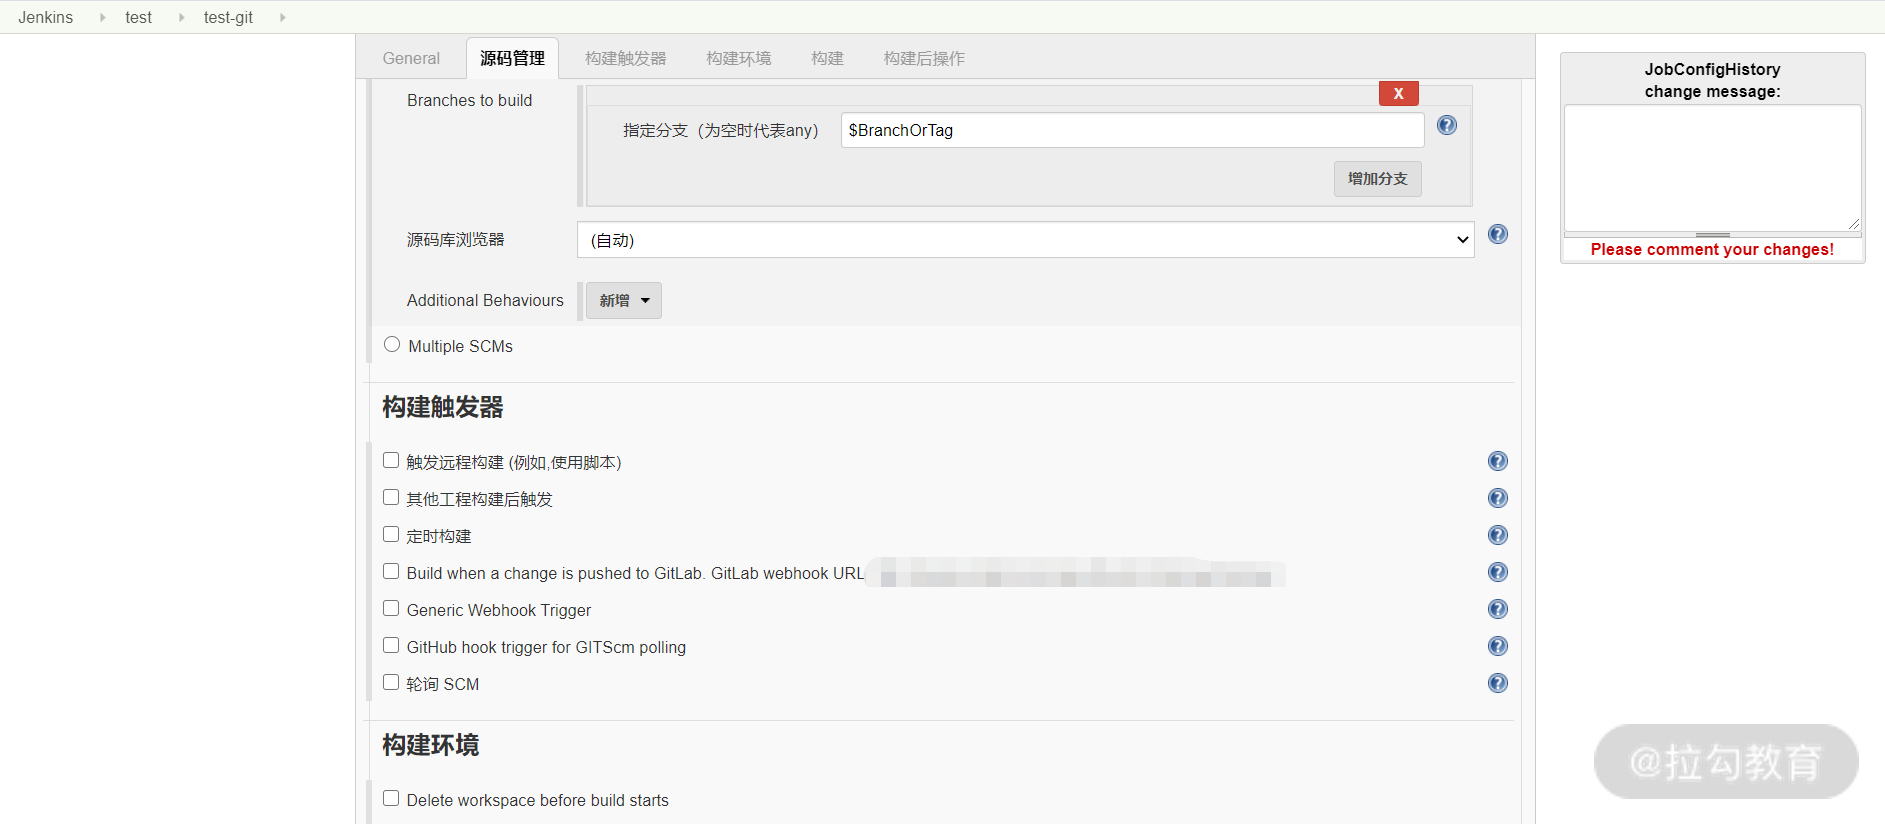 Jenkins test test-git
General 源码管理 构建触发器 构建环境 构建 构建后操作
Branches to build
X
指定分支（为空时代表any）
$BranchOrTag
增加分支
源码库浏览器
(自动)
Additional Behaviours
新增
Multiple SCMs
构建触发器
触发远程构建 (例如,使用脚本)
其他工程构建后触发
定时构建
Build when a change is pushed to GitLab. GitLab webhook URL
Generic Webhook Trigger
GitHub hook trigger for GITScm polling
轮询 SCM
构建环境
Delete workspace before build starts
JobConfigHistory
change message:
Please comment your changes!
@拉勾教育